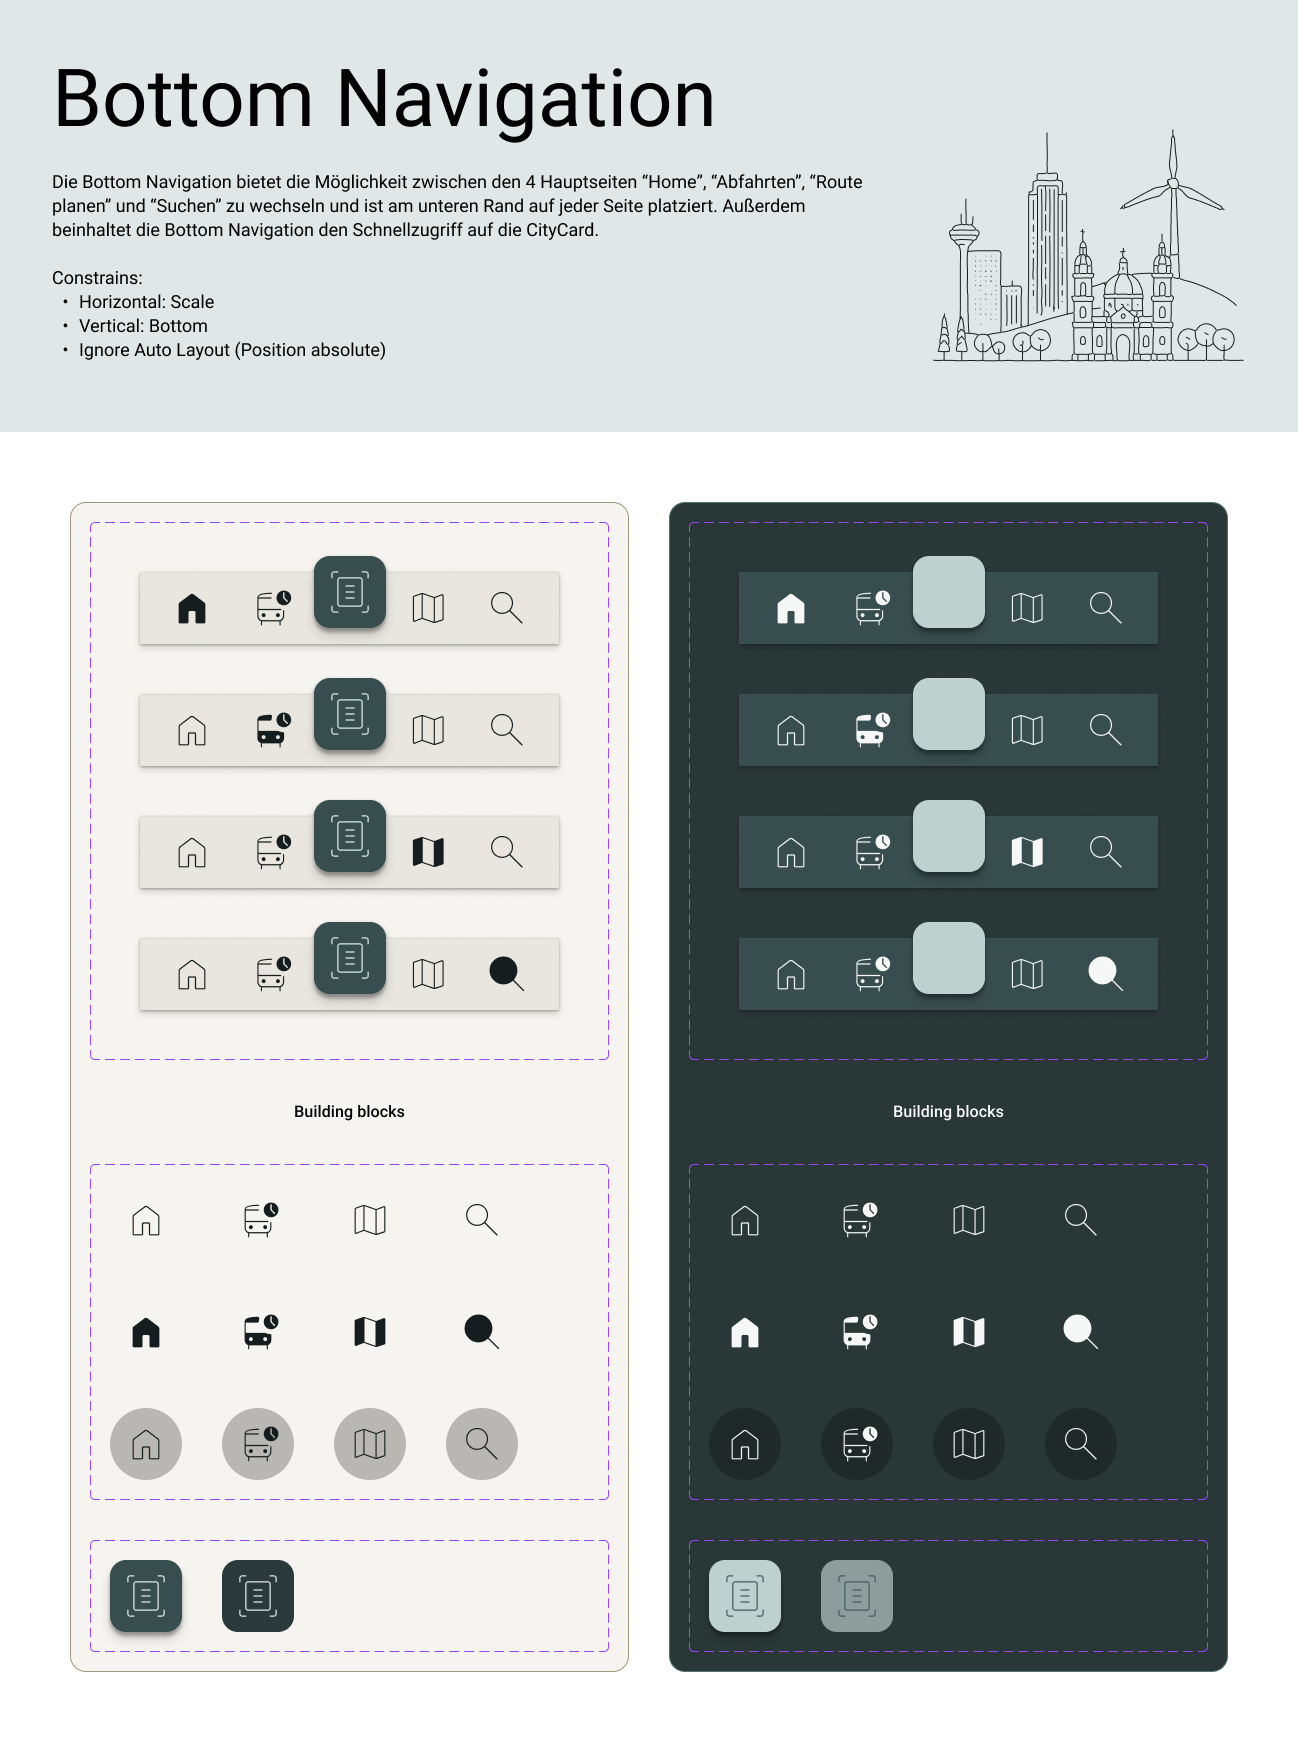 Bottom Navigation
Die Bottom Navigation bietet die Möglichkeit zwischen den 4 Hauptseiten “Home”, “Abfahrten”, “Route
planen” und “Suchen” zu wechseln und ist am unteren Rand auf jeder Seite platziert. Außerdem
beinhaltet die Bottom Navigation den Schnellzugriff auf die CityCard.
Constrains:
• Horizontal: Scale
• Vertical: Bottom
• Ignore Auto Layout (Position absolute)
Building blocks
Building blocks